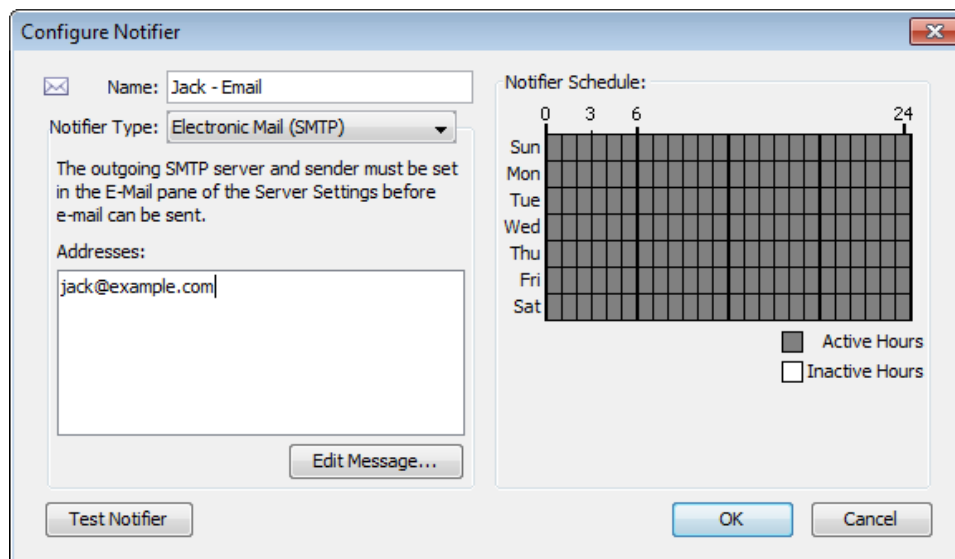 Configure Notifier
Name: Jack - Email
Notifier Type: Electronic Mail (SMTP)
The outgoing SMTP server and sender must be set
in the E-Mail pane of the Server Settings before
e-mail can be sent.
Addresses:
jack@example.com
Edit Message...
Notifier Schedule:
0 3 6 24
Sun
Mon
Tue
Wed
Thu
Fri
Sat
Active Hours
Inactive Hours
Test Notifier
OK
Cancel